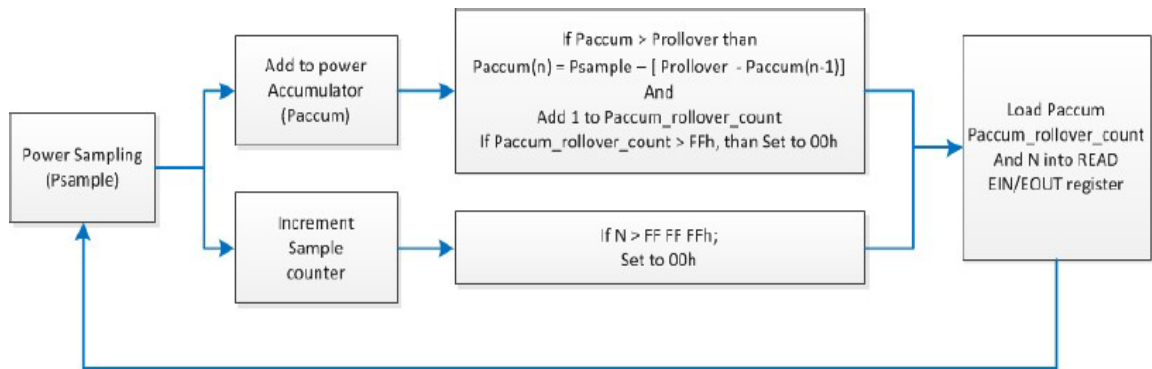 Power Sampling
(Psample)
Add to power
Accumulator
(Paccum)
If Paccum > Prollover than
Paccum(n) = Psample – [ Prollover - Paccum(n-1)]
And
Add 1 to Paccum_rollover_count
If Paccum_rollover_count > FFh, than Set to 00h
Increment
Sample
counter
If N > FF FF FFh;
Set to 00h
Load Paccum
Paccum_rollover_count
And N into READ
EIN/EOUT register